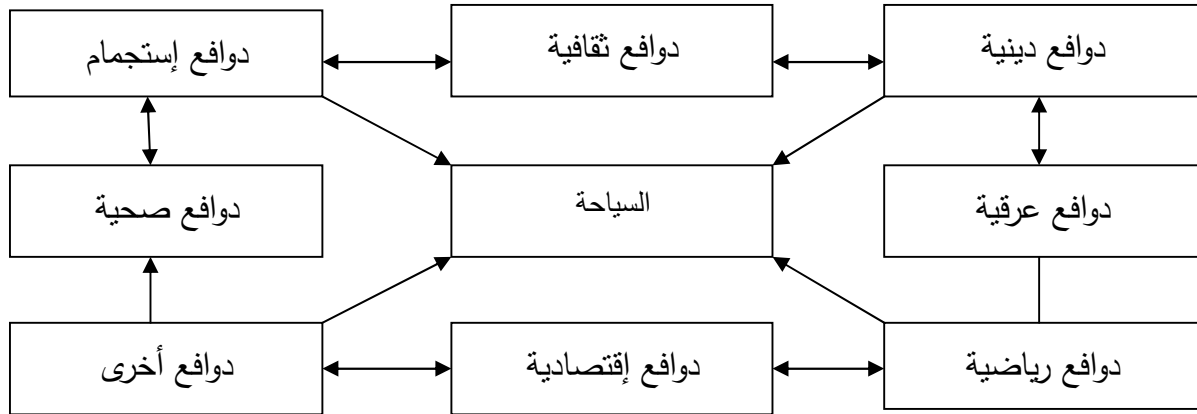 دوافع دينية
دوافع ثقافية
دوافع إستجمام
دوافع عرقية
السياحة
دوافع صحية
دوافع رياضية
دوافع إقتصادية
دوافع أخرى